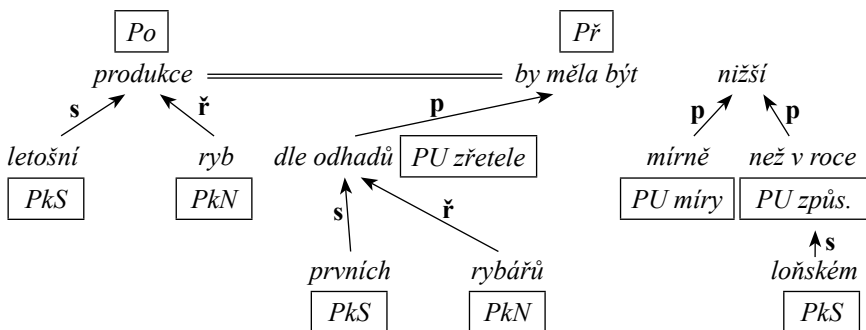 Po Př
produkce by měla být nižší
s ř p p p
letošní ryb dle odhadů PU zřetele mírně než v roce
PkS PkN PU míry PU způs.
s ř s
prvních rybářů loňském
PkS PkN PkS